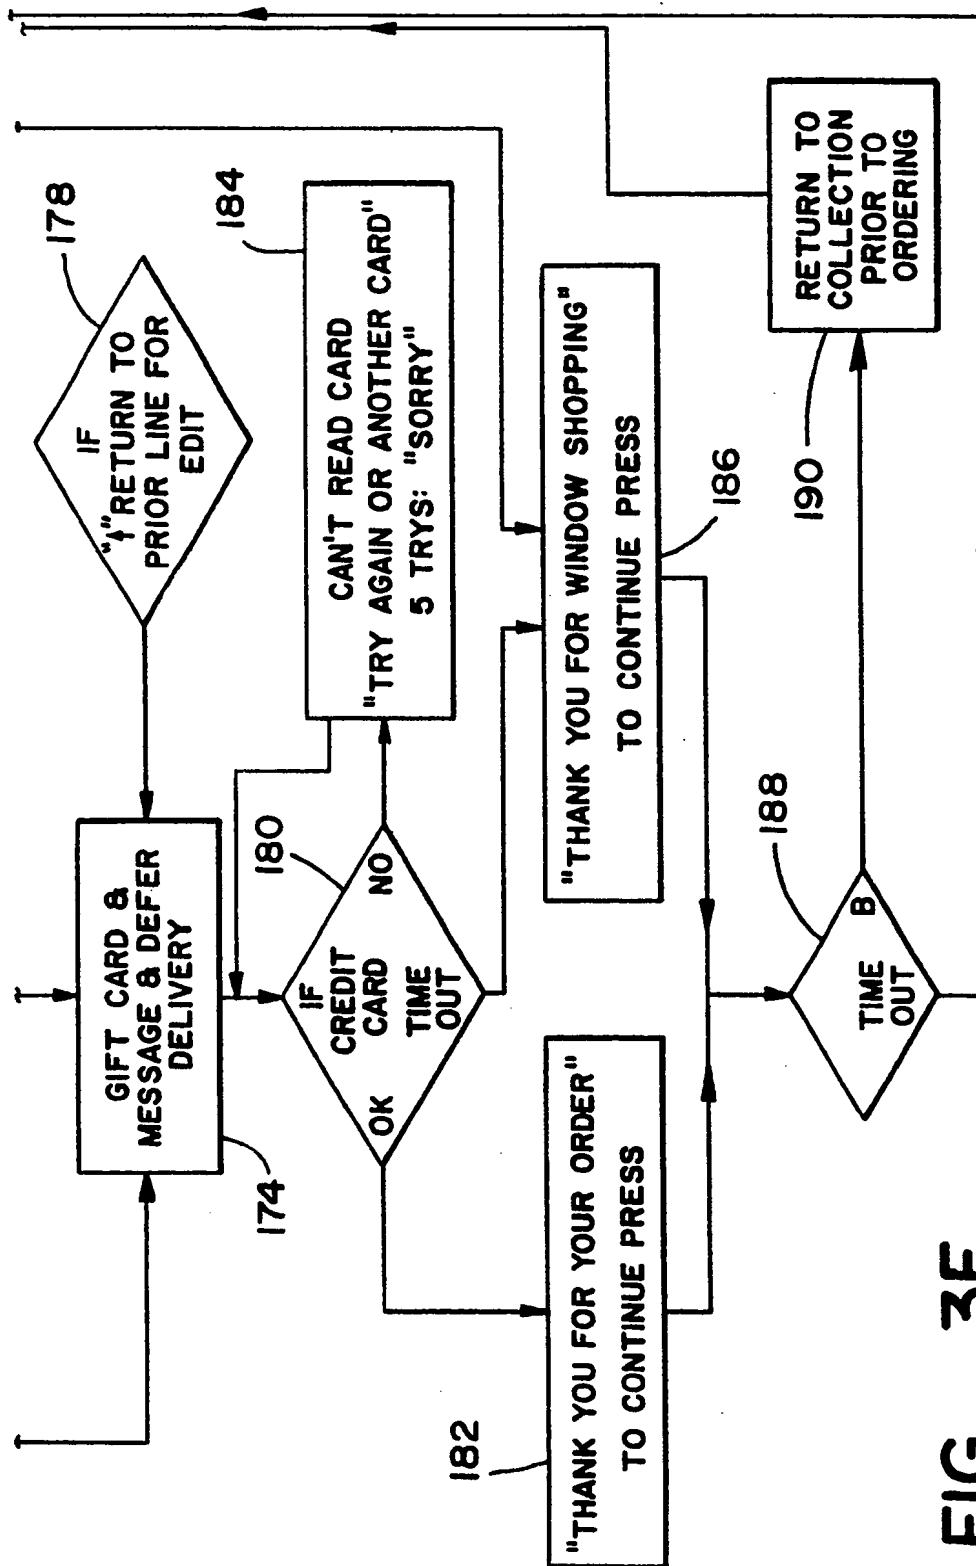 IF
"↑" RETURN TO
PRIOR LINE FOR
EDIT
178
GIFT CARD &
MESSAGE & DEFER
DELIVERY
174
IF
CREDIT
CARD
OK
NO
TIME
OUT
180
CAN'T READ CARD
"TRY AGAIN OR ANOTHER CARD"
5 TRYS: "SORRY"
184
"THANK YOU FOR YOUR ORDER"
TO CONTINUE PRESS
182
"THANK YOU FOR WINDOW SHOPPING"
TO CONTINUE PRESS
186
TIME
OUT
B
188
RETURN TO
COLLECTION
PRIOR TO
ORDERING
190